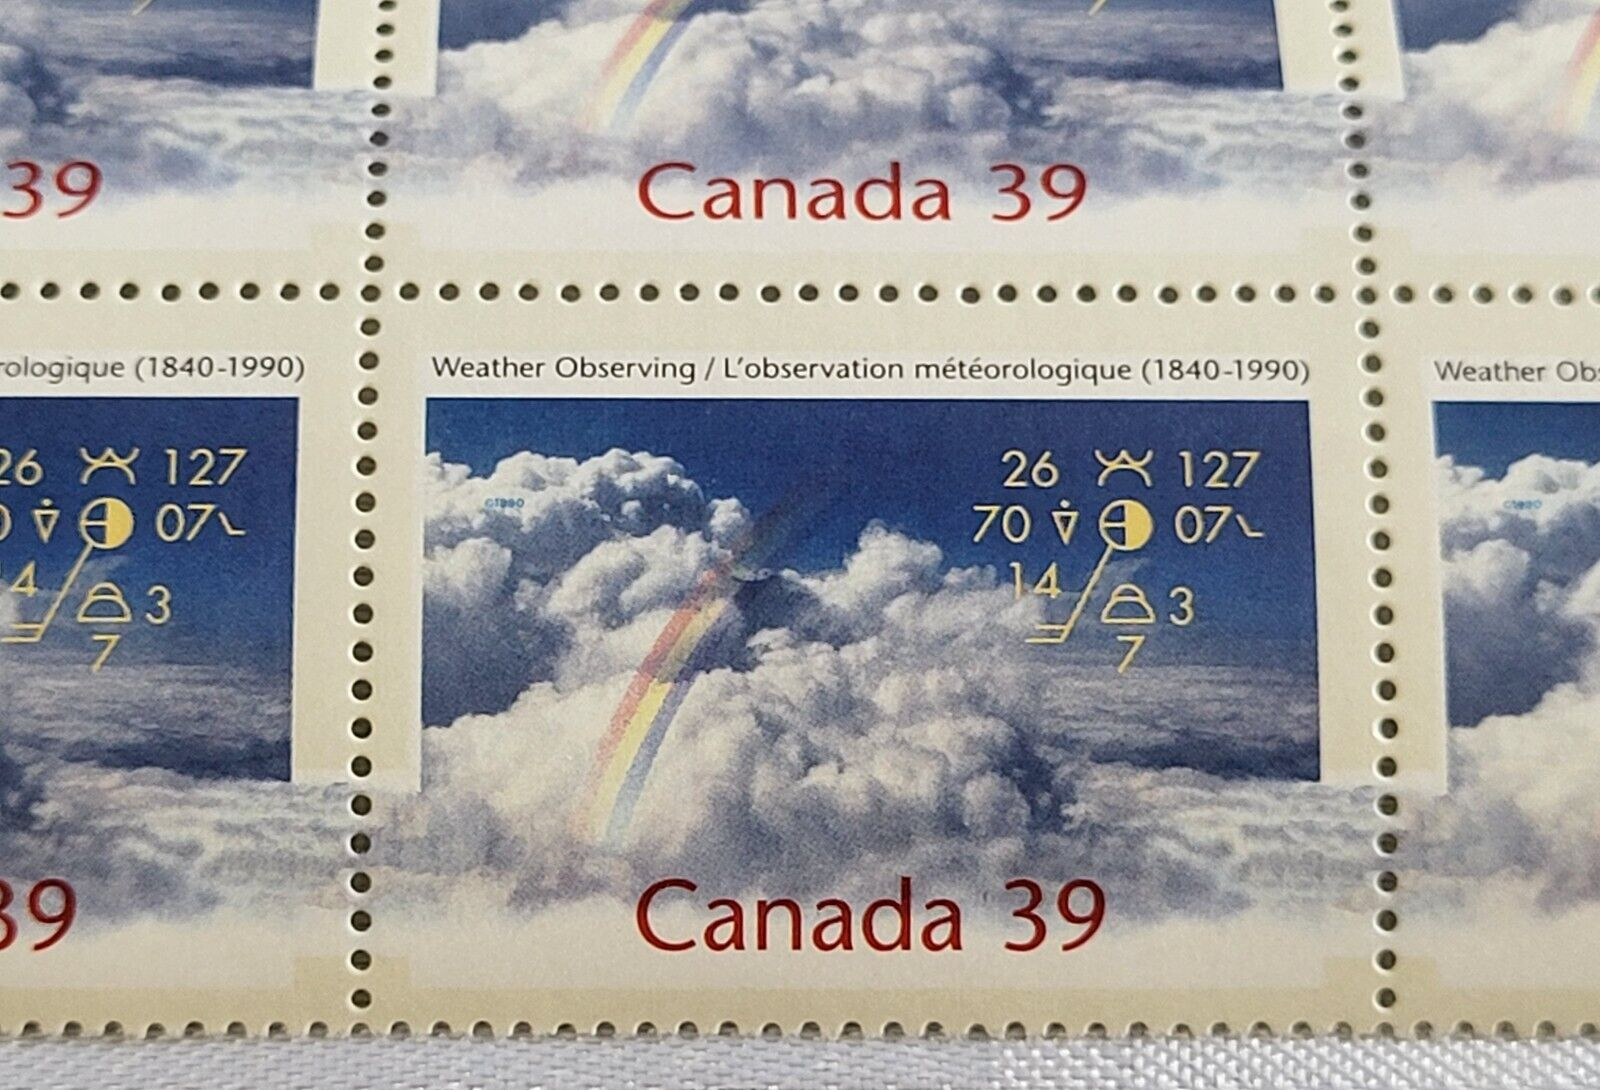 39
Canada 39
rologique (1840-1990)
Weather Observing / L'observation météorologique (1840-1990)
Weather Obs
26 127
07
4 3
7
©1990
26 127
70 07
14 3
7
39
Canada 39